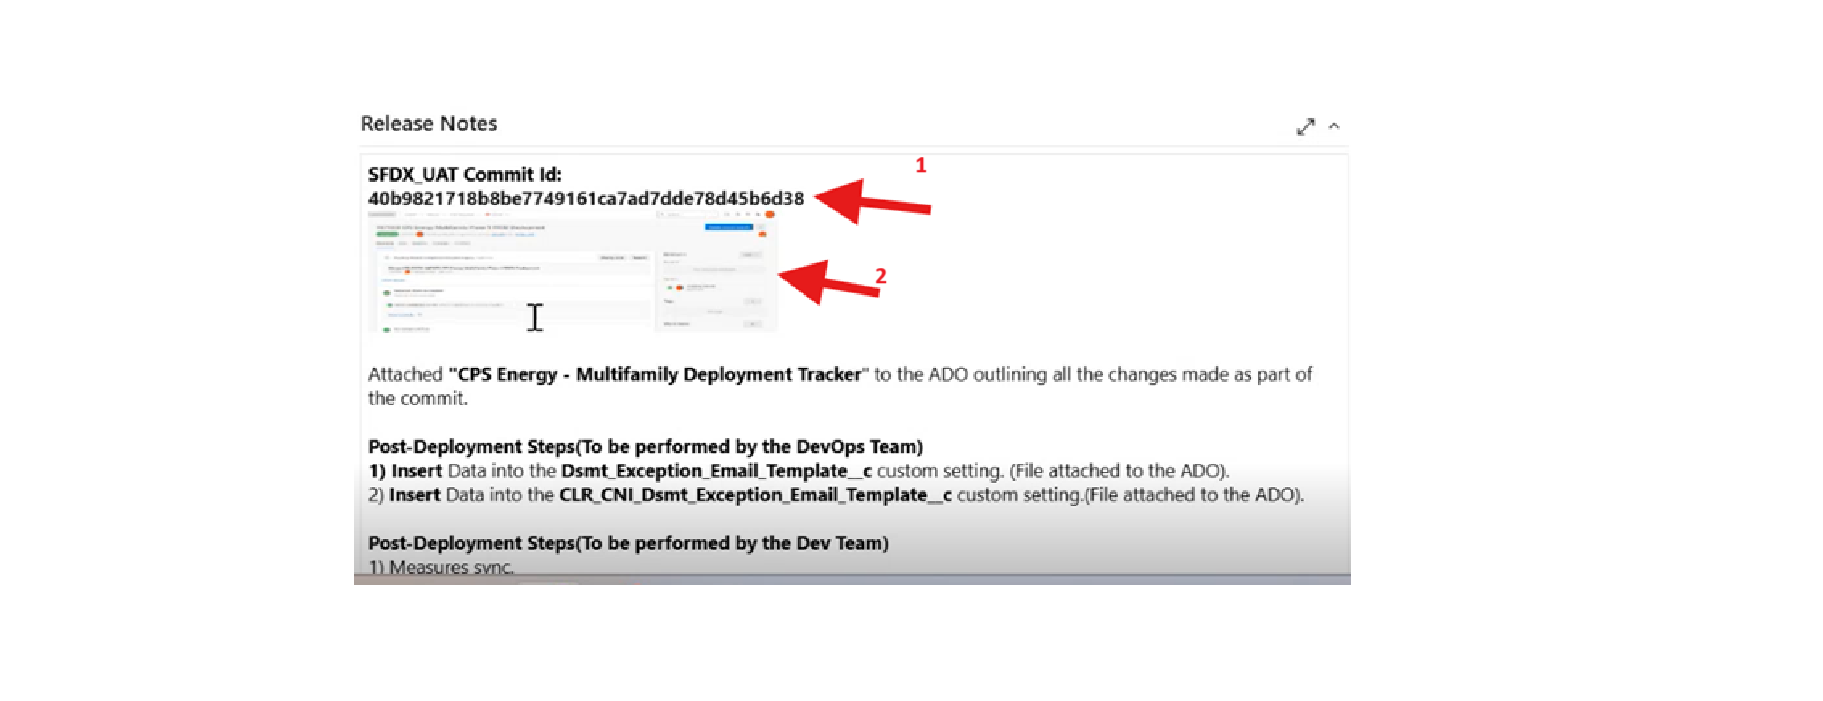 Release Notes
1
SFDX_UAT Commit Id:
40b9821718b8be7749161ca7ad7dde78d45b6d38
2
Attached "CPS Energy - Multifamily Deployment Tracker" to the ADO outlining all the changes made as part of
the commit.
Post-Deployment Steps(To be performed by the DevOps Team)
1) Insert Data into the Dsmt_Exception_Email_Template__c custom setting. (File attached to the ADO).
2) Insert Data into the CLR_CNI_Dsmt_Exception_Email_Template__c custom setting.(File attached to the ADO).
Post-Deployment Steps(To be performed by the Dev Team)
1) Measures sync.